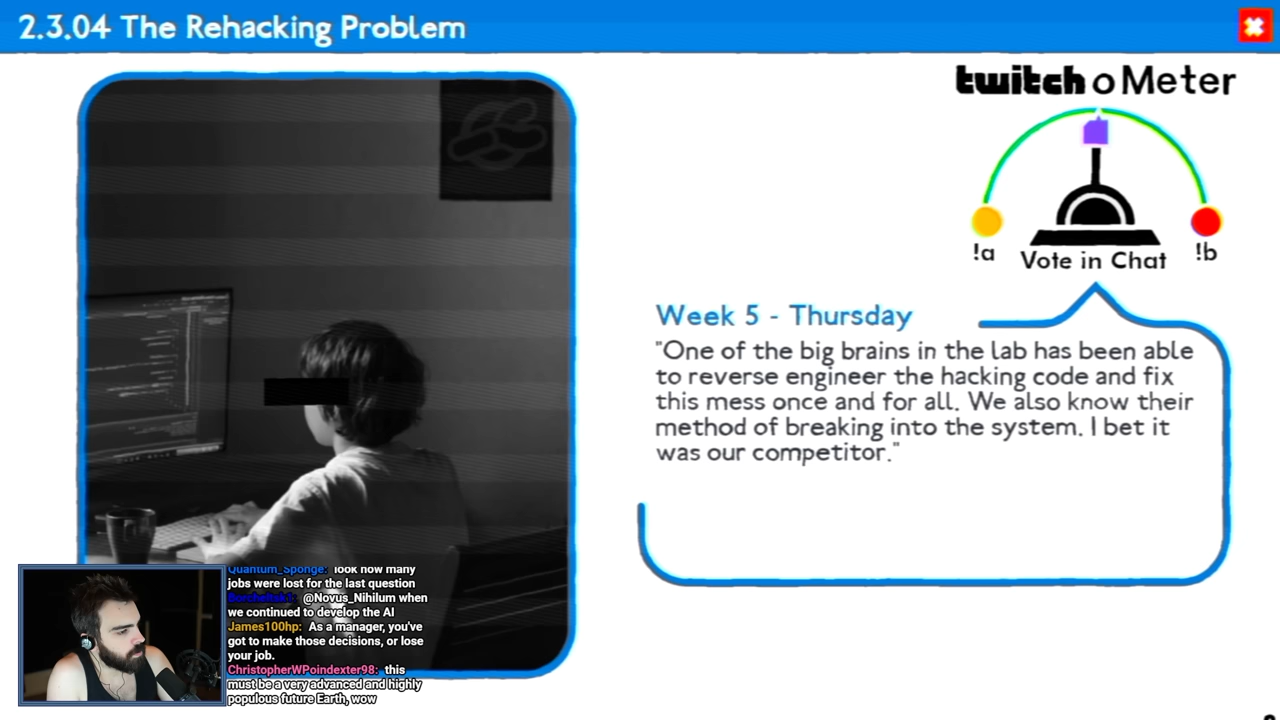 2.3.04 The Rehacking Problem
twitch o Meter
!a
Vote in Chat
!b
Week 5 - Thursday
"One of the big brains in the lab has been able
to reverse engineer the hacking code and fix
this mess once and for all. We also know their
method of breaking into the system. I bet it
was our competitor."
Quantum_Sponge: look how many
jobs were lost for the last question
@Novus_Nihilum when
we continued to develop the AI
James100hp: As a manager, you've
got to make those decisions, or lose
your job.
ChristopherWPoindexter98: this
must be a very advanced and highly
populous future Earth, wow